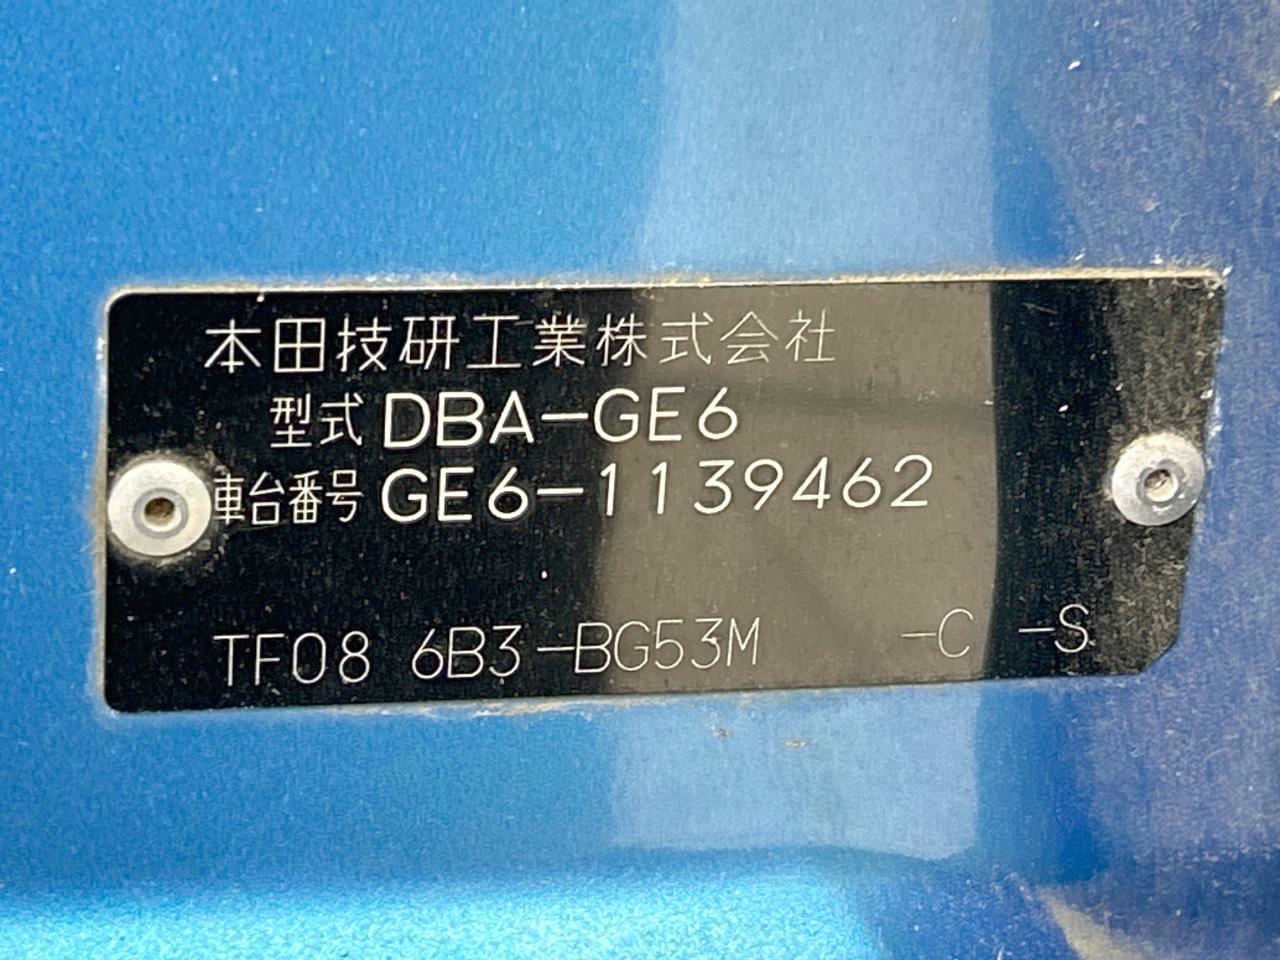 本田技研工業株式会社
型式 DBA-GE6
車台番号 GE6-1139462
TF08 6B3-BG53M -C -S